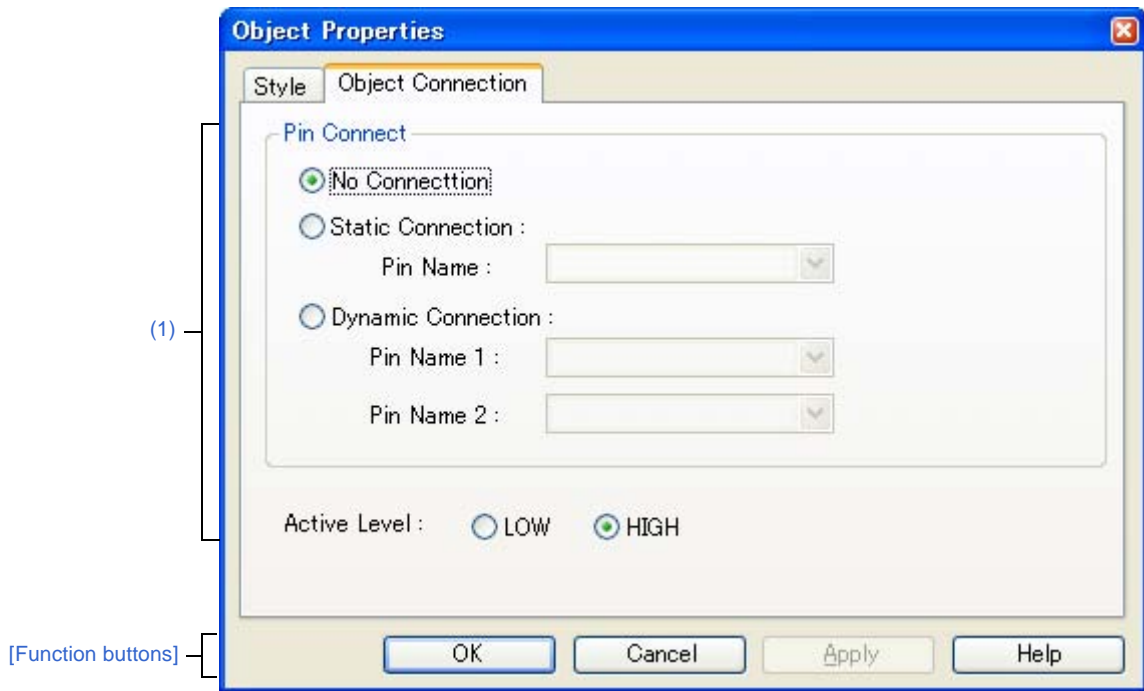 Object Properties
Style
Object Connection
Pin Connect
No Connecttion
Static Connection :
Pin Name :
Dynamic Connection :
Pin Name 1 :
Pin Name 2 :
(1)
Active Level :
LOW
HIGH
[Function buttons]
OK
Cancel
Apply
Help